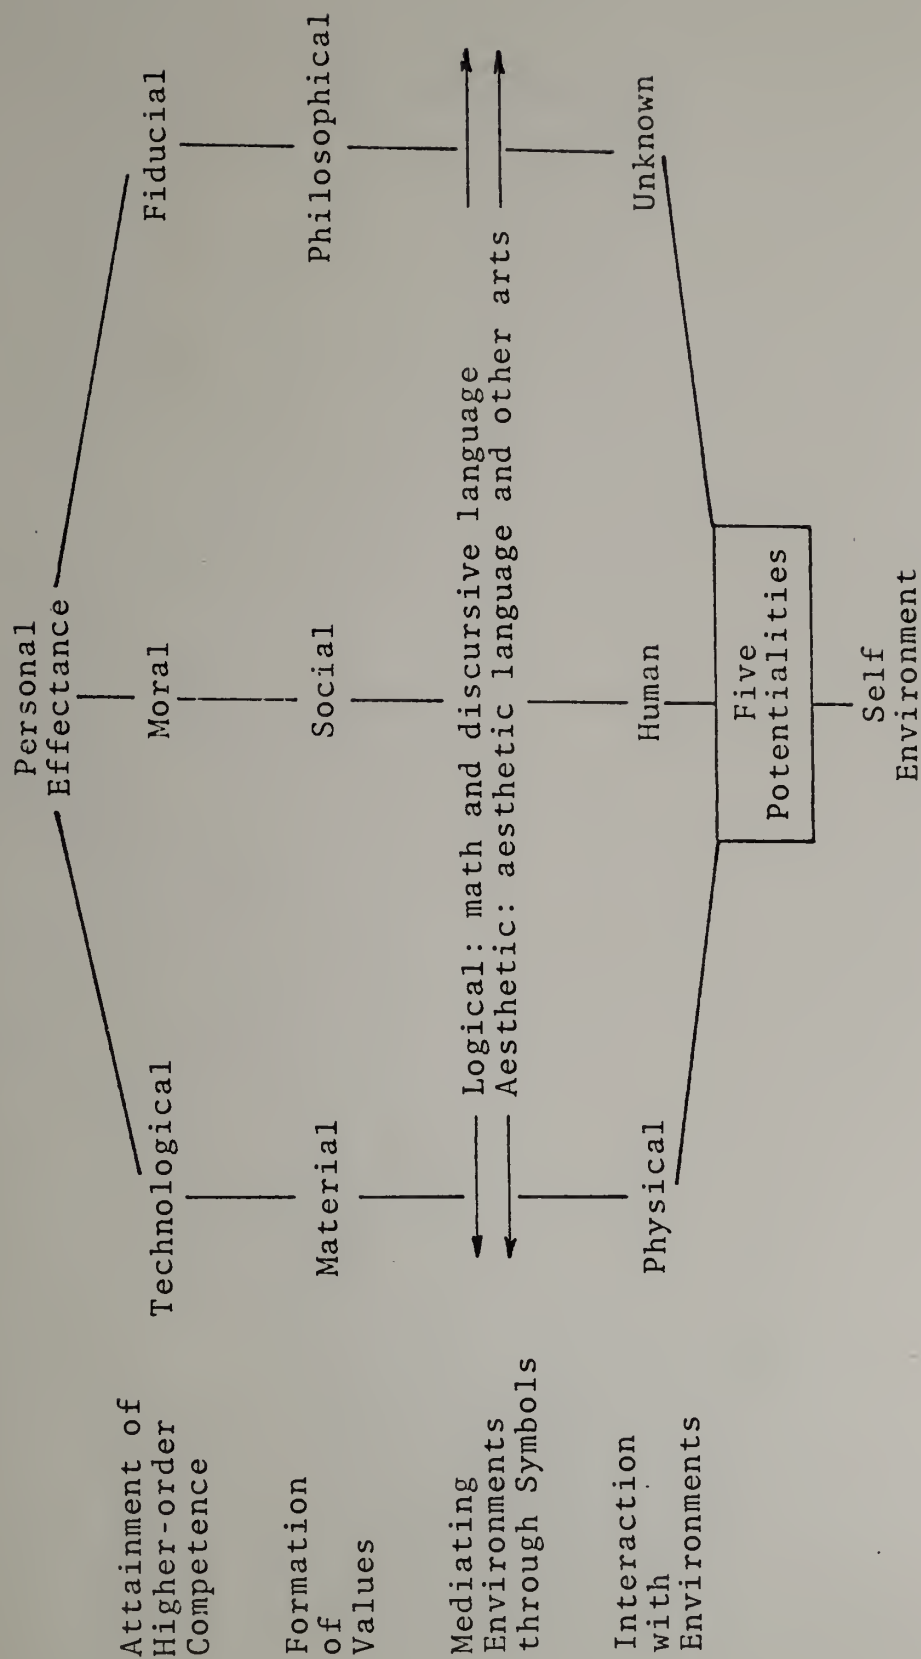 Personal
Effectance
Attainment of
Higher-order
Competence
Technological
Moral
Fiducial
Formation
of
Values
Material
Social
Philosophical
Mediating
Environments
through Symbols
Logical: math and discursive language
Aesthetic: aesthetic language and other arts
Interaction
with
Environments
Physical
Human
Unknown
Five
Potentialities
Self
Environment